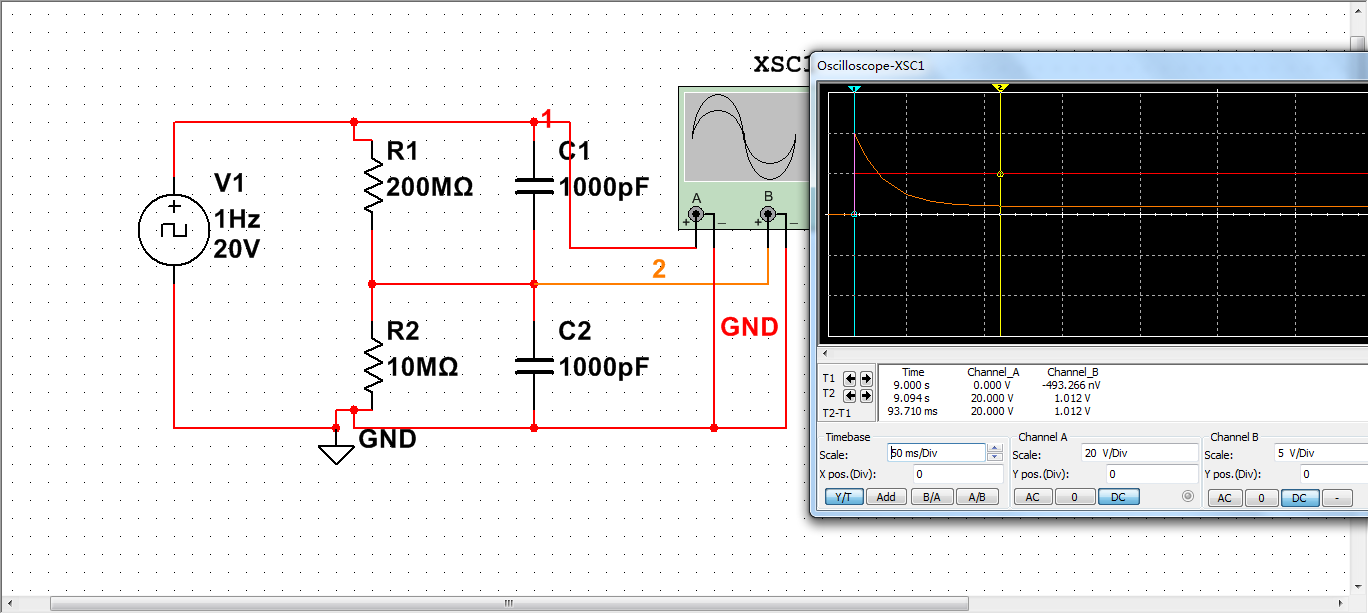 XSC1
1
R1
200MΩ
C1
1000pF
V1
1Hz
20V
A
B
2
GND
R2
10MΩ
C2
1000pF
GND
Oscilloscope-XSC1
1
2
Time Channel_A Channel_B
T1 9.000 s 0.000 V -493.266 nV
T2 9.094 s 20.000 V 1.012 V
T2-T1 93.710 ms 20.000 V 1.012 V
Timebase
Scale: 50 ms/Div
X pos.(Div): 0
Y/T Add B/A A/B
Channel A
Scale: 20 V/Div
Y pos.(Div): 0
AC 0 DC
Channel B
Scale: 5 V/Div
Y pos.(Div): 0
AC 0 DC -